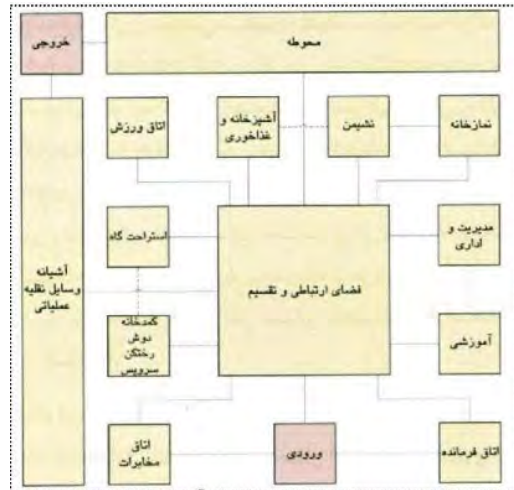 خروجی
محوطه
اتاق ورزش
آشپزخانه و
غذاخوری
نشیمن
نمازخانه
استراحت گاه
مدیریت و
اداری
آشیانه
وسایل نقلیه
عملیاتی
فضای ارتباطی و تقسیم
کمدخانه
دوش
رختکن
سرویس
آموزشی
اتاق
مخابرات
ورودی
اتاق فرمانده